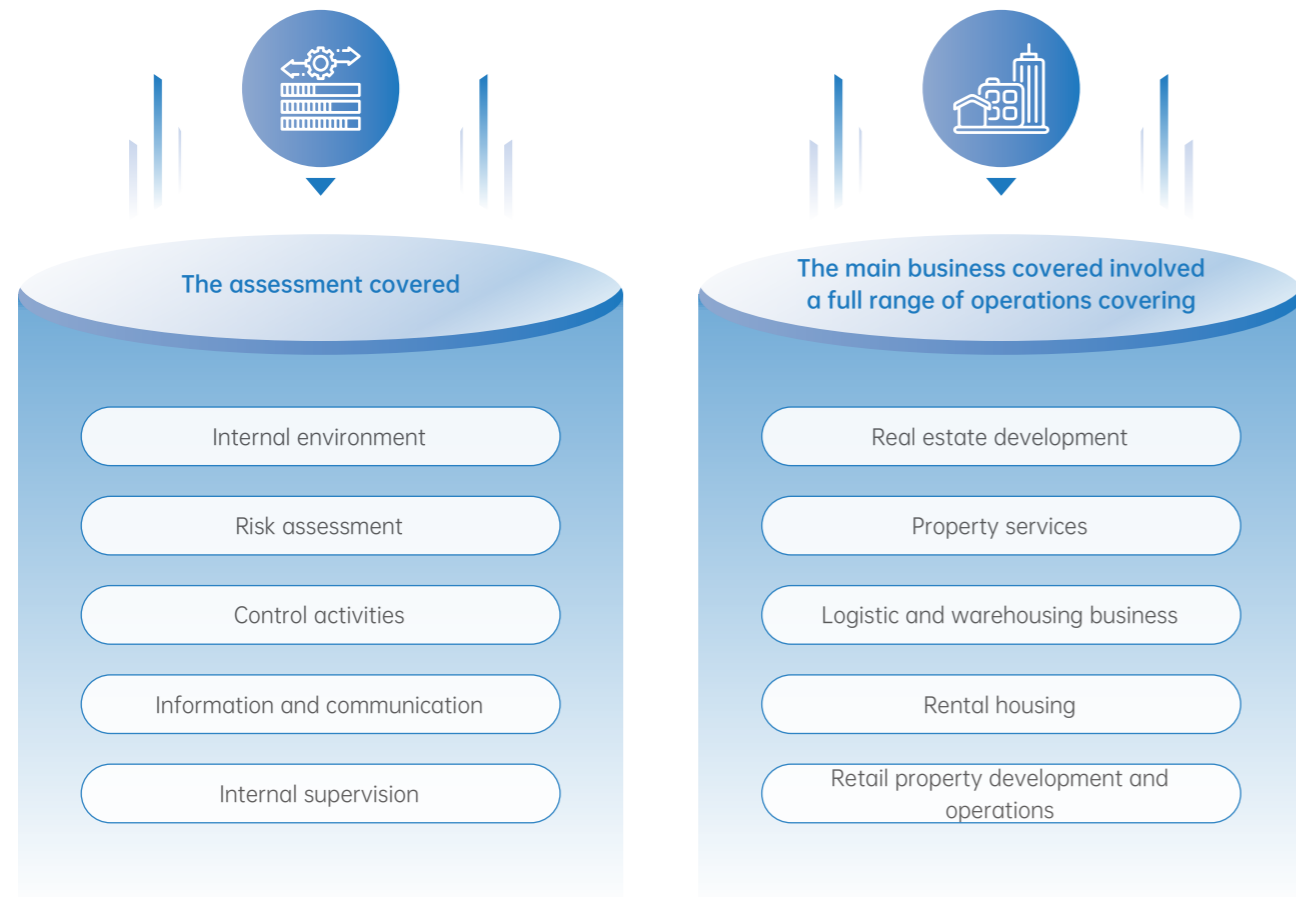 The assessment covered
Internal environment
Risk assessment
Control activities
Information and communication
Internal supervision
The main business covered involved
a full range of operations covering
Real estate development
Property services
Logistic and warehousing business
Rental housing
Retail property development and
operations